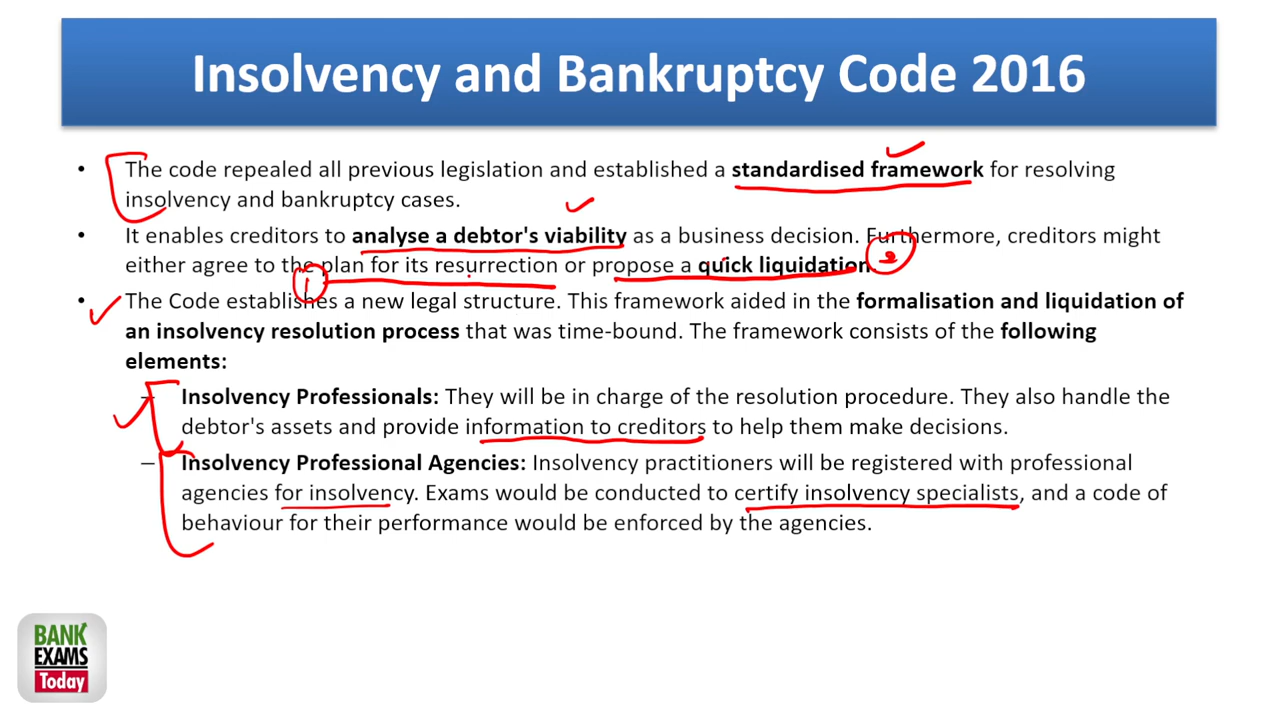 Insolvency and Bankruptcy Code 2016
• The code repealed all previous legislation and established a standardised framework for resolving
insolvency and bankruptcy cases.
• It enables creditors to analyse a debtor's viability as a business decision. Furthermore, creditors might
either agree to the plan for its resurrection or propose a quick liquidation.
2
1
• The Code establishes a new legal structure. This framework aided in the formalisation and liquidation of
an insolvency resolution process that was time-bound. The framework consists of the following
elements:
– Insolvency Professionals: They will be in charge of the resolution procedure. They also handle the
debtor's assets and provide information to creditors to help them make decisions.
– Insolvency Professional Agencies: Insolvency practitioners will be registered with professional
agencies for insolvency. Exams would be conducted to certify insolvency specialists, and a code of
behaviour for their performance would be enforced by the agencies.
BANK
EXAMS
Today